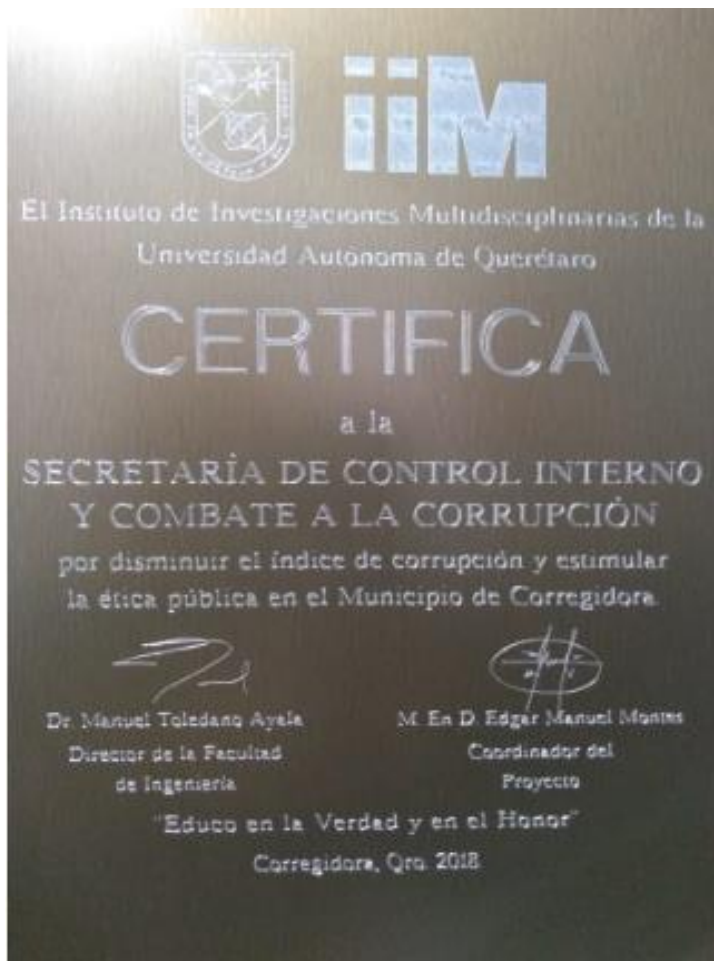 iiM
El Instituto de Investigaciones Multidisciplinarias de la
Universidad Autónoma de Querétaro
CERTIFICA
a la
SECRETARÍA DE CONTROL INTERNO
Y COMBATE A LA CORRUPCIÓN
por disminuir el índice de corrupción y estimular
la ética pública en el Municipio de Corregidora
Dr. Manuel Toledano Ayala
Director de la Facultad
de Ingeniería
M. En D. Edgar Manuel Montes
Coordinador del
Proyecto
"Educo en la Verdad y en el Honor"
Corregidora, Qro. 2018